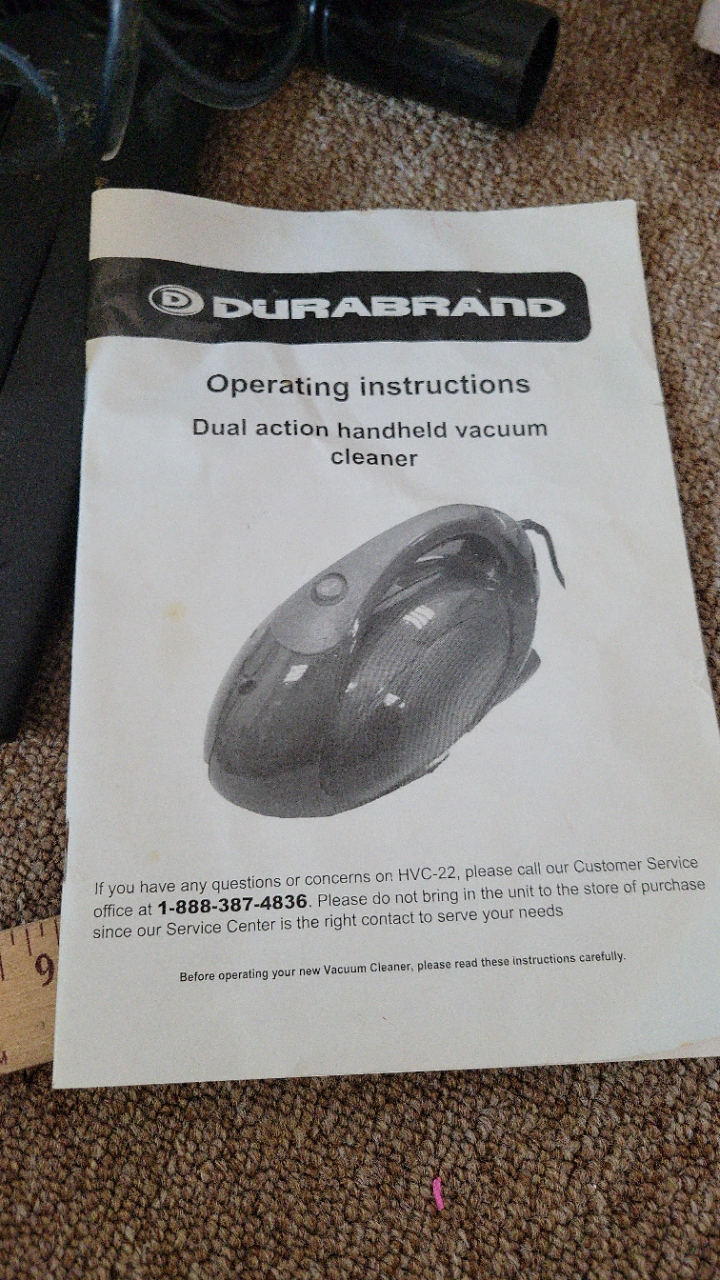 D DURABRAND
Operating instructions
Dual action handheld vacuum
cleaner
If you have any questions or concerns on HVC-22, please call our Customer Service
office at 1-888-387-4836. Please do not bring in the unit to the store of purchase
since our Service Center is the right contact to serve your needs
Before operating your new Vacuum Cleaner, please read these instructions carefully.
9